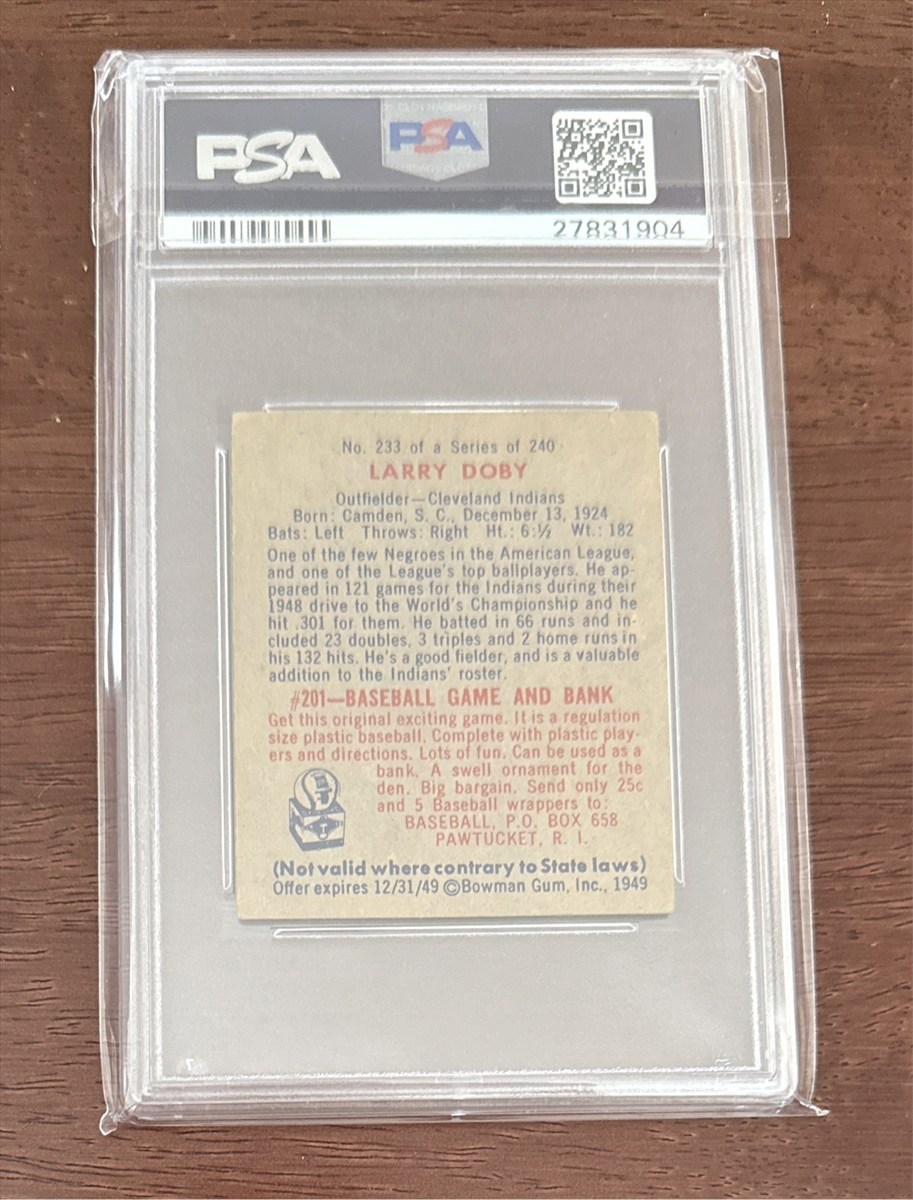 PSA
PSA
27831904
No. 233 of a Series of 240
LARRY DOBY
Outfielder—Cleveland Indians
Born: Camden, S. C., December 13, 1924
Bats: Left Throws: Right Ht.: 6:½ Wt.: 182
One of the few Negroes in the American League,
and one of the League's top ballplayers. He ap-
peared in 121 games for the Indians during their
1948 drive to the World's Championship and he
hit .301 for them. He batted in 66 runs and in-
cluded 23 doubles, 3 triples and 2 home runs in
his 132 hits. He's a good fielder, and is a valuable
addition to the Indians' roster.
#201—BASEBALL GAME AND BANK
Get this original exciting game. It is a regulation
size plastic baseball. Complete with plastic play-
ers and directions. Lots of fun. Can be used as a
bank. A swell ornament for the
den. Big bargain. Send only 25c
and 5 Baseball wrappers to:
BASEBALL, P.O. BOX 658
PAWTUCKET, R. I.
(Not valid where contrary to State laws)
Offer expires 12/31/49 ©Bowman Gum, Inc., 1949